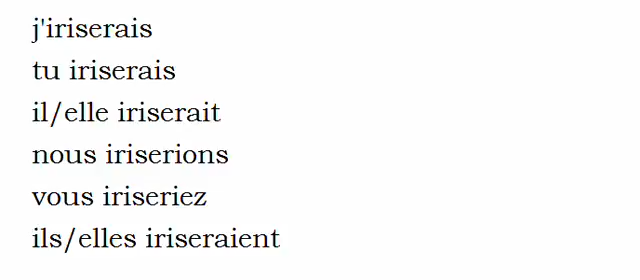 j'iriserais
tu iriserais
il/elle iriserait
nous iriserions
vous iriseriez
ils/elles iriseraient